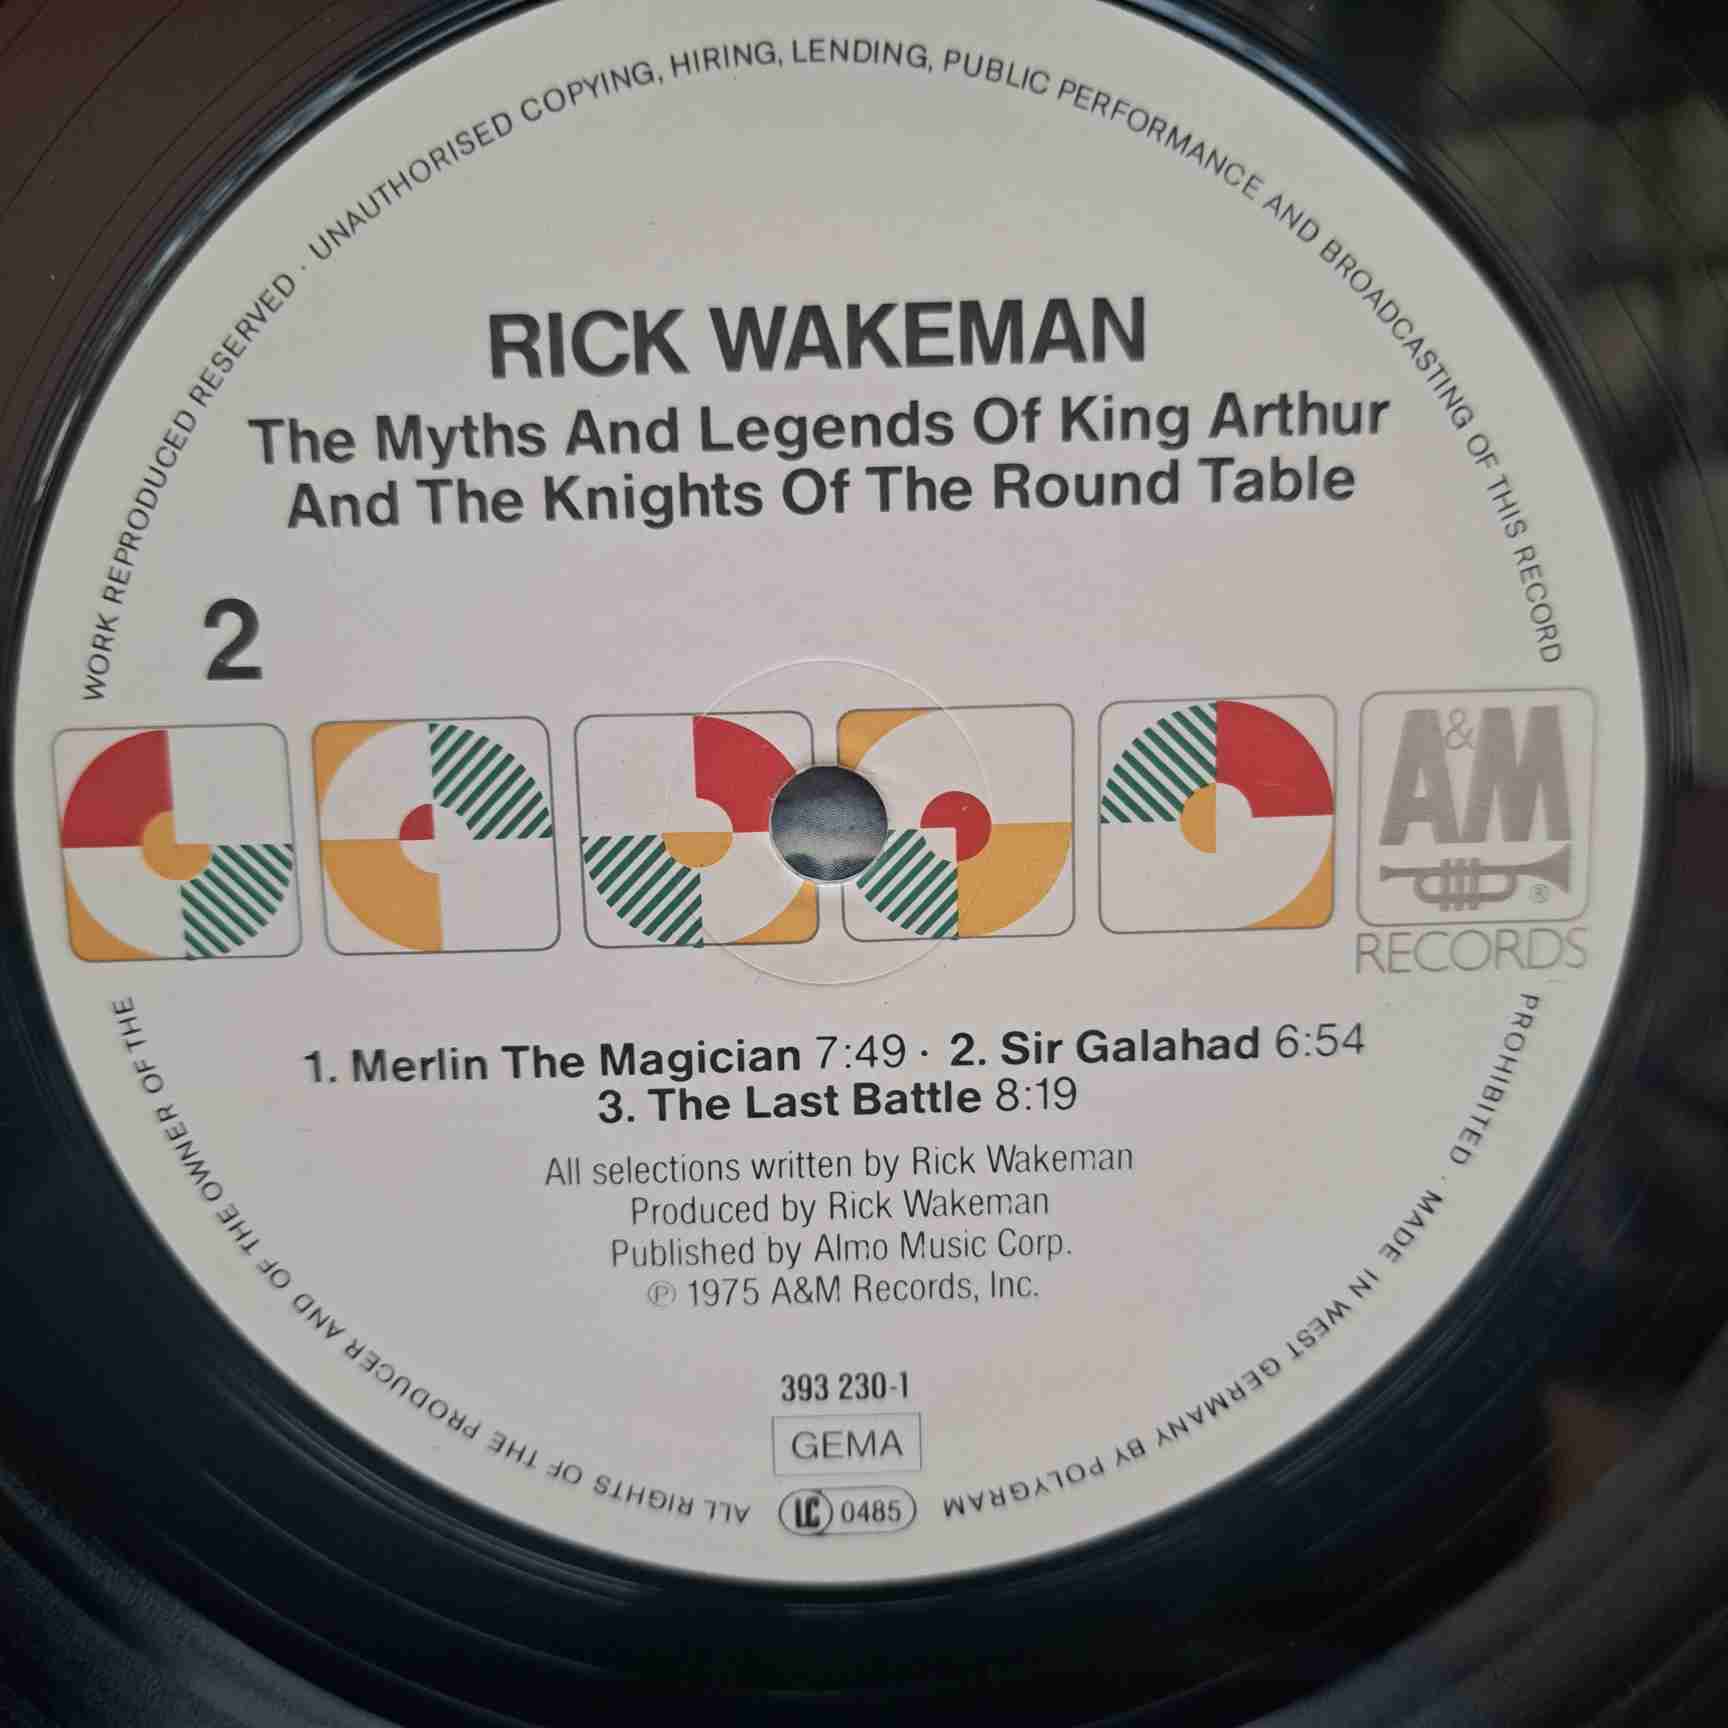 WORK REPRODUCED RESERVED · UNAUTHORISED COPYING, HIRING, LENDING, PUBLIC PERFORMANCE AND BROADCASTING OF THIS RECORD
RICK WAKEMAN
The Myths And Legends Of King Arthur
And The Knights Of The Round Table
2
A&M
®
RECORDS
1. Merlin The Magician 7:49 · 2. Sir Galahad 6:54
3. The Last Battle 8:19
All selections written by Rick Wakeman
Produced by Rick Wakeman
Published by Almo Music Corp.
℗ 1975 A&M Records, Inc.
393 230-1
GEMA
LC 0485
PROHIBITED · MADE IN WEST GERMANY BY POLYGRAM
ALL RIGHTS OF THE PRODUCER AND OF THE OWNER OF THE